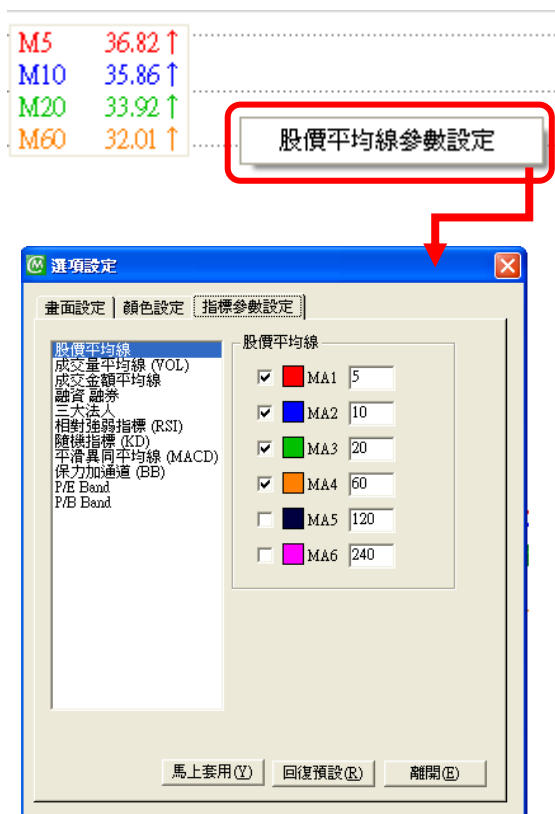 M5 36.82↑
M10 35.86↑
M20 33.92↑
M60 32.01↑
股價平均線參數設定
選項設定
畫面設定 顏色設定 指標參數設定
股價平均線
成交量平均線 (VOL)
成交金額平均線
融資 融券
三大法人
相對強弱指標 (RSI)
隨機指標 (KD)
平滑異同平均線 (MACD)
保力加通道 (BB)
P/E Band
P/B Band
股價平均線
MA1 5
MA2 10
MA3 20
MA4 60
MA5 120
MA6 240
馬上套用(Y) 回復預設(R) 離開(E)